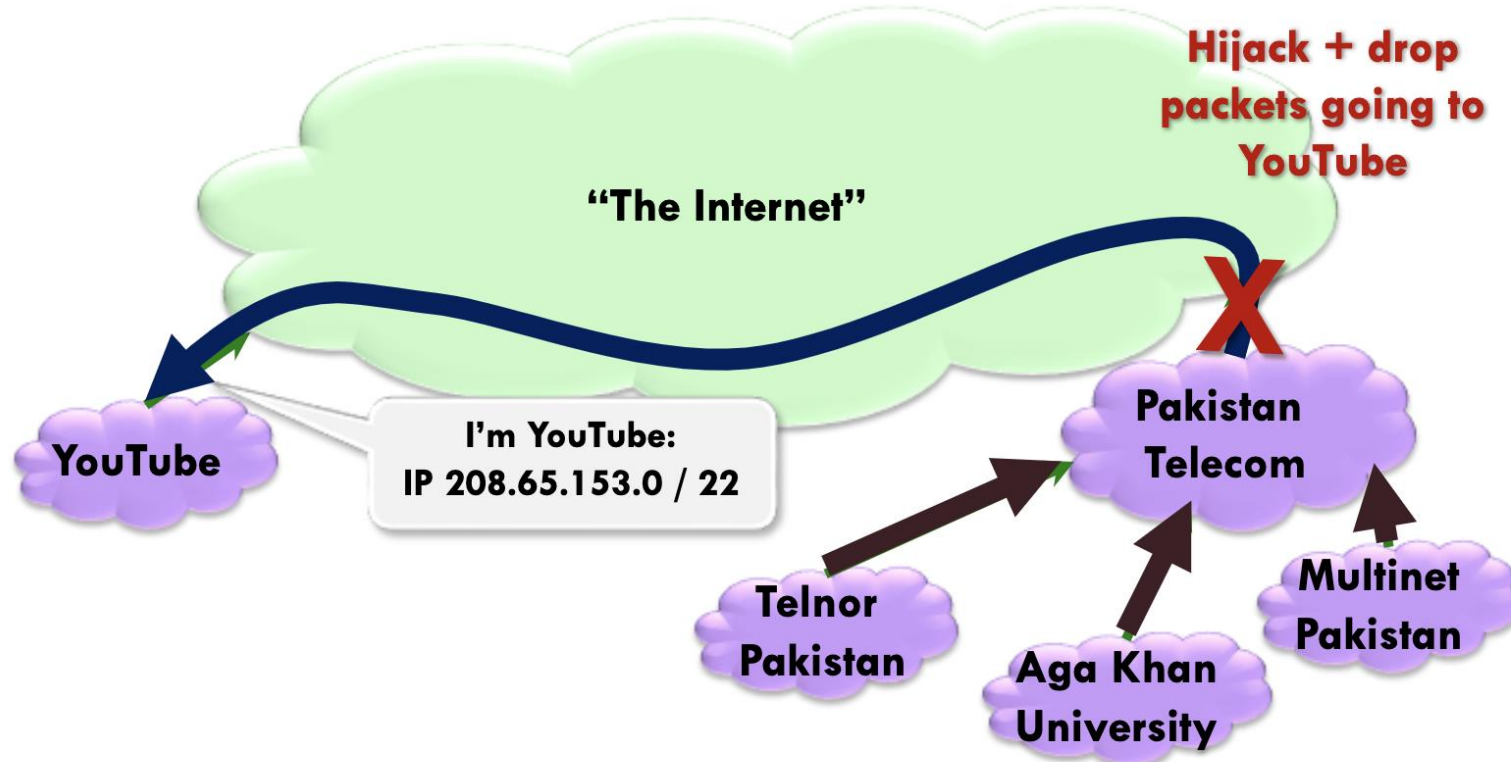 Hijack + drop
packets going to
YouTube
“The Internet”
X
YouTube
I’m YouTube:
IP 208.65.153.0 / 22
Pakistan
Telecom
Telnor
Pakistan
Aga Khan
University
Multinet
Pakistan